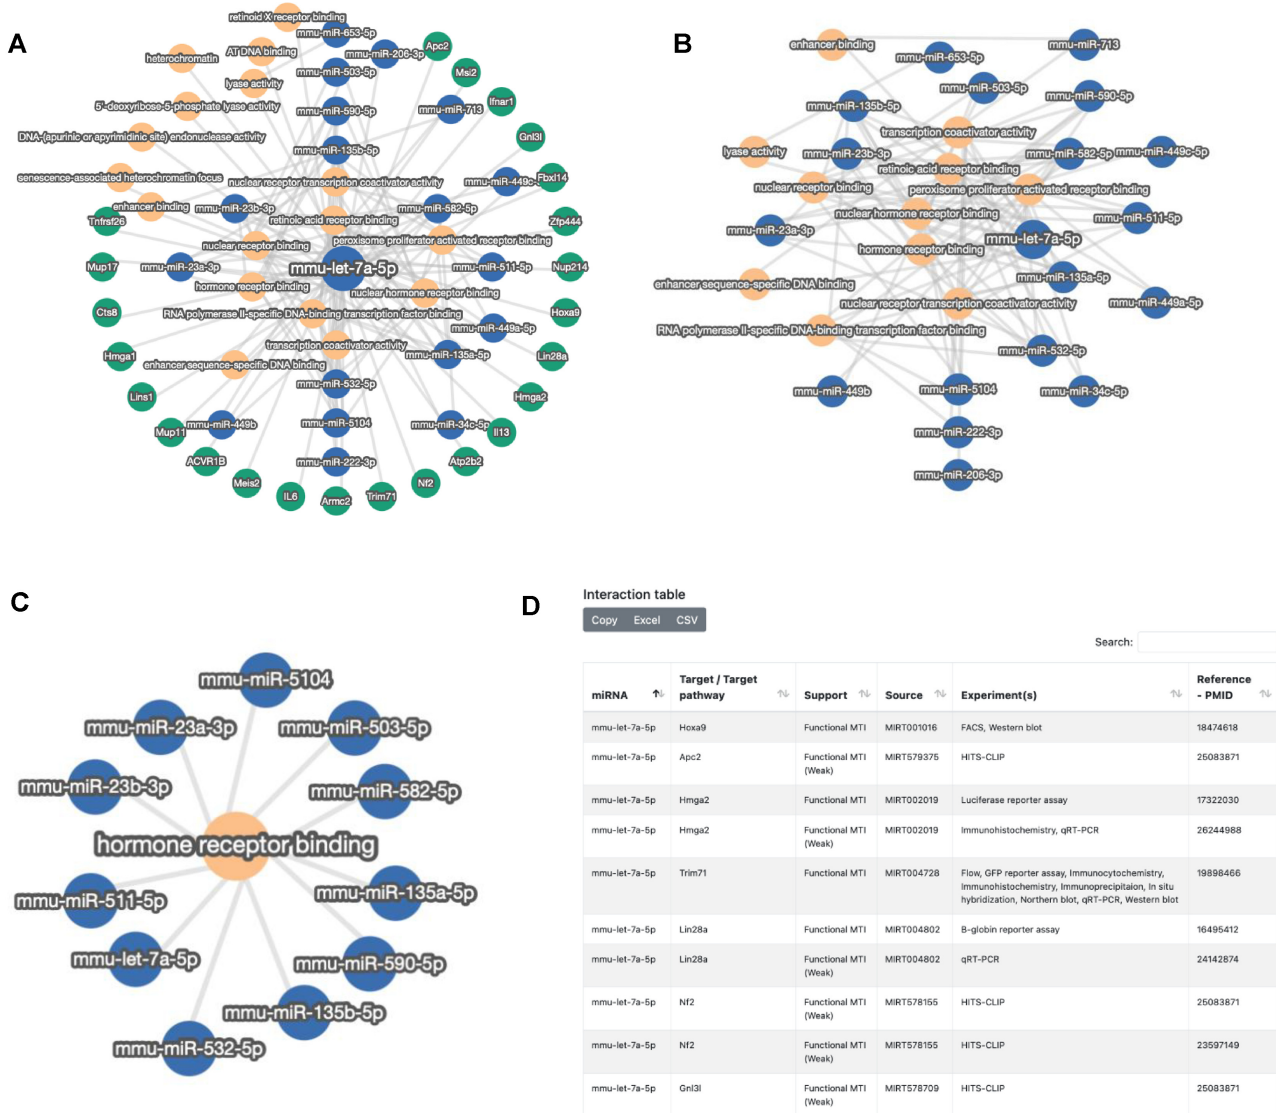 A
retinoid X receptor binding
mmu-miR-653-5p
AT DNA binding
mmu-miR-206-3p
Apc2
heterochromatin
mmu-miR-503-5p
Msi2
lyase activity
Ifnar1
5'-deoxyribose-5-phosphate lyase activity
mmu-miR-590-5p
mmu-miR-713
DNA-(apurinic or apyrimidinic site) endonuclease activity
Gnl3l
mmu-miR-135b-5p
senescence-associated heterochromatin focus
nuclear receptor transcription coactivator activity
mmu-miR-449c-
Fbxl14
enhancer binding
mmu-miR-23b-3p
mmu-miR-582-5p
Tnfrsf26
retinoic acid receptor binding
Zfp444
nuclear receptor binding
peroxisome proliferator activated receptor binding
Mup17
mmu-miR-23a-3p
mmu-let-7a-5p
mmu-miR-511-5p
Nup214
hormone receptor binding
nuclear hormone receptor binding
Cts8
RNA polymerase II-specific DNA-binding transcription factor binding
Hoxa9
mmu-miR-449a-5p
Hmga1
transcription coactivator activity
mmu-miR-135a-5p
Lin28a
enhancer sequence-specific DNA binding
mmu-miR-532-5p
Lins1
Hmga2
Mup11
mmu-miR-449b
mmu-miR-5104
mmu-miR-34c-5p
Il13
ACVR1B
mmu-miR-222-3p
Atp2b2
Meis2
IL6
Armc2
Trim71
Nf2
B
enhancer binding
mmu-miR-713
mmu-miR-653-5p
mmu-miR-503-5p
mmu-miR-590-5p
mmu-miR-135b-5p
transcription coactivator activity
lyase activity
mmu-miR-23b-3p
mmu-miR-582-5p
mmu-miR-449c-5p
retinoic acid receptor binding
nuclear receptor binding
peroxisome proliferator activated receptor binding
nuclear hormone receptor binding
mmu-miR-511-5p
mmu-miR-23a-3p
mmu-let-7a-5p
hormone receptor binding
mmu-miR-135a-5p
enhancer sequence-specific DNA binding
nuclear receptor transcription coactivator activity
mmu-miR-449a-5p
RNA polymerase II-specific DNA-binding transcription factor binding
mmu-miR-532-5p
mmu-miR-449b
mmu-miR-5104
mmu-miR-34c-5p
mmu-miR-222-3p
mmu-miR-206-3p
C
mmu-miR-5104
mmu-miR-23a-3p
mmu-miR-503-5p
mmu-miR-23b-3p
mmu-miR-582-5p
hormone receptor binding
mmu-miR-511-5p
mmu-miR-135a-5p
mmu-let-7a-5p
mmu-miR-590-5p
mmu-miR-135b-5p
mmu-miR-532-5p
D
Interaction table
Copy Excel CSV
Search:
miRNA Target / Target pathway Support Source Experiment(s) Reference - PMID
mmu-let-7a-5p Hoxa9 Functional MTI MIRT001016 FACS, Western blot 18474618
mmu-let-7a-5p Apc2 Functional MTI (Weak) MIRT579375 HITS-CLIP 25083871
mmu-let-7a-5p Hmga2 Functional MTI MIRT002019 Luciferase reporter assay 17322030
mmu-let-7a-5p Hmga2 Functional MTI (Weak) MIRT002019 Immunohistochemistry, qRT-PCR 26244988
mmu-let-7a-5p Trim71 Functional MTI MIRT004728 Flow, GFP reporter assay, Immunocytochemistry, Immunohistochemistry, Immunoprecipitaion, In situ hybridization, Northern blot, qRT-PCR, Western blot 19898466
mmu-let-7a-5p Lin28a Functional MTI MIRT004802 B-globin reporter assay 16495412
mmu-let-7a-5p Lin28a Functional MTI (Weak) MIRT004802 qRT-PCR 24142874
mmu-let-7a-5p Nf2 Functional MTI (Weak) MIRT578155 HITS-CLIP 25083871
mmu-let-7a-5p Nf2 Functional MTI (Weak) MIRT578155 HITS-CLIP 23597149
mmu-let-7a-5p Gnl3l Functional MTI (Weak) MIRT578709 HITS-CLIP 25083871